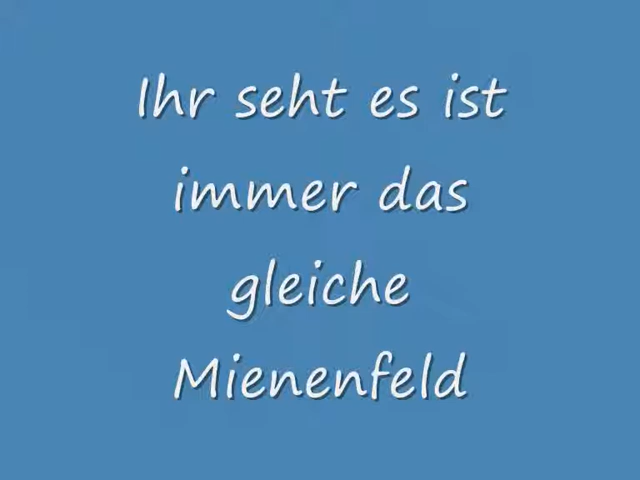 Ihr seht es ist
immer das
gleiche
Mienenfeld